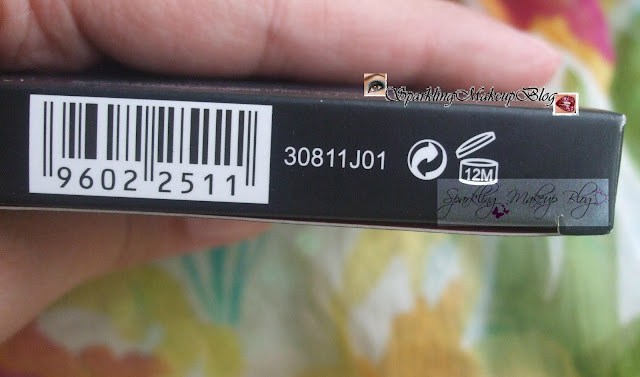 SparklingMakeupBlog
9602 2511
30811J01
12M
Sparkling Makeup Blog